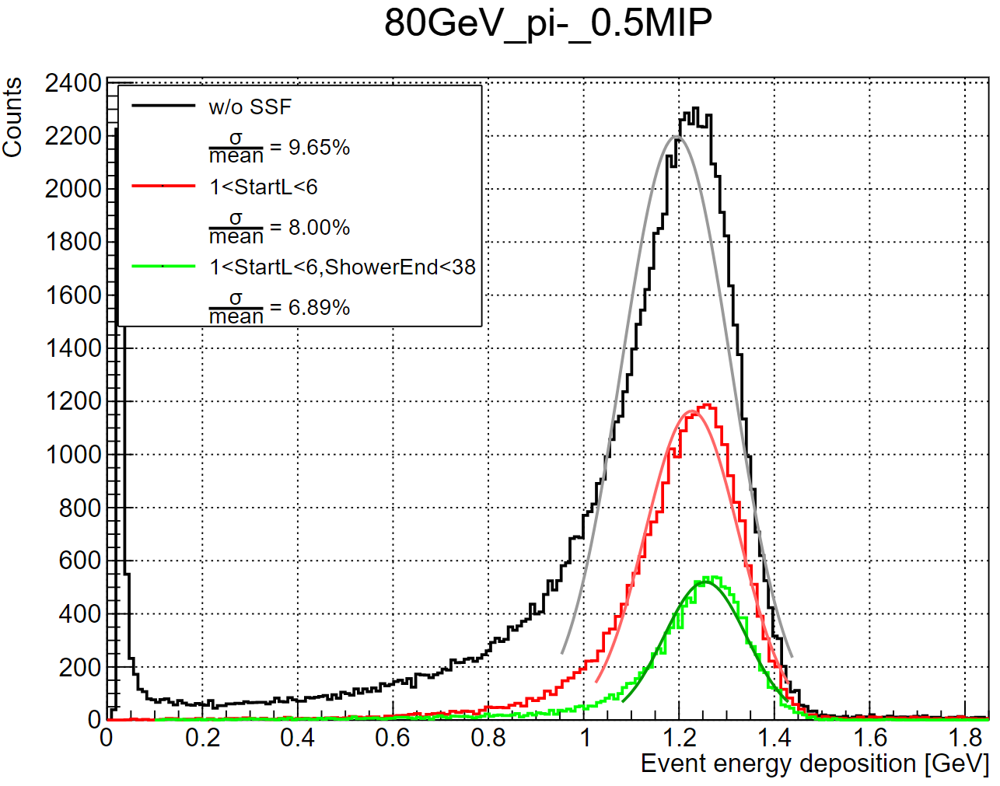 80GeV_pi-_0.5MIP
Counts
2400
2200
2000
1800
1600
1400
1200
1000
800
600
400
200
0
w/o SSF
σ/mean = 9.65%
1<StartL<6
σ/mean = 8.00%
1<StartL<6,ShowerEnd<38
σ/mean = 6.89%
0 0.2 0.4 0.6 0.8 1 1.2 1.4 1.6 1.8
Event energy deposition [GeV]